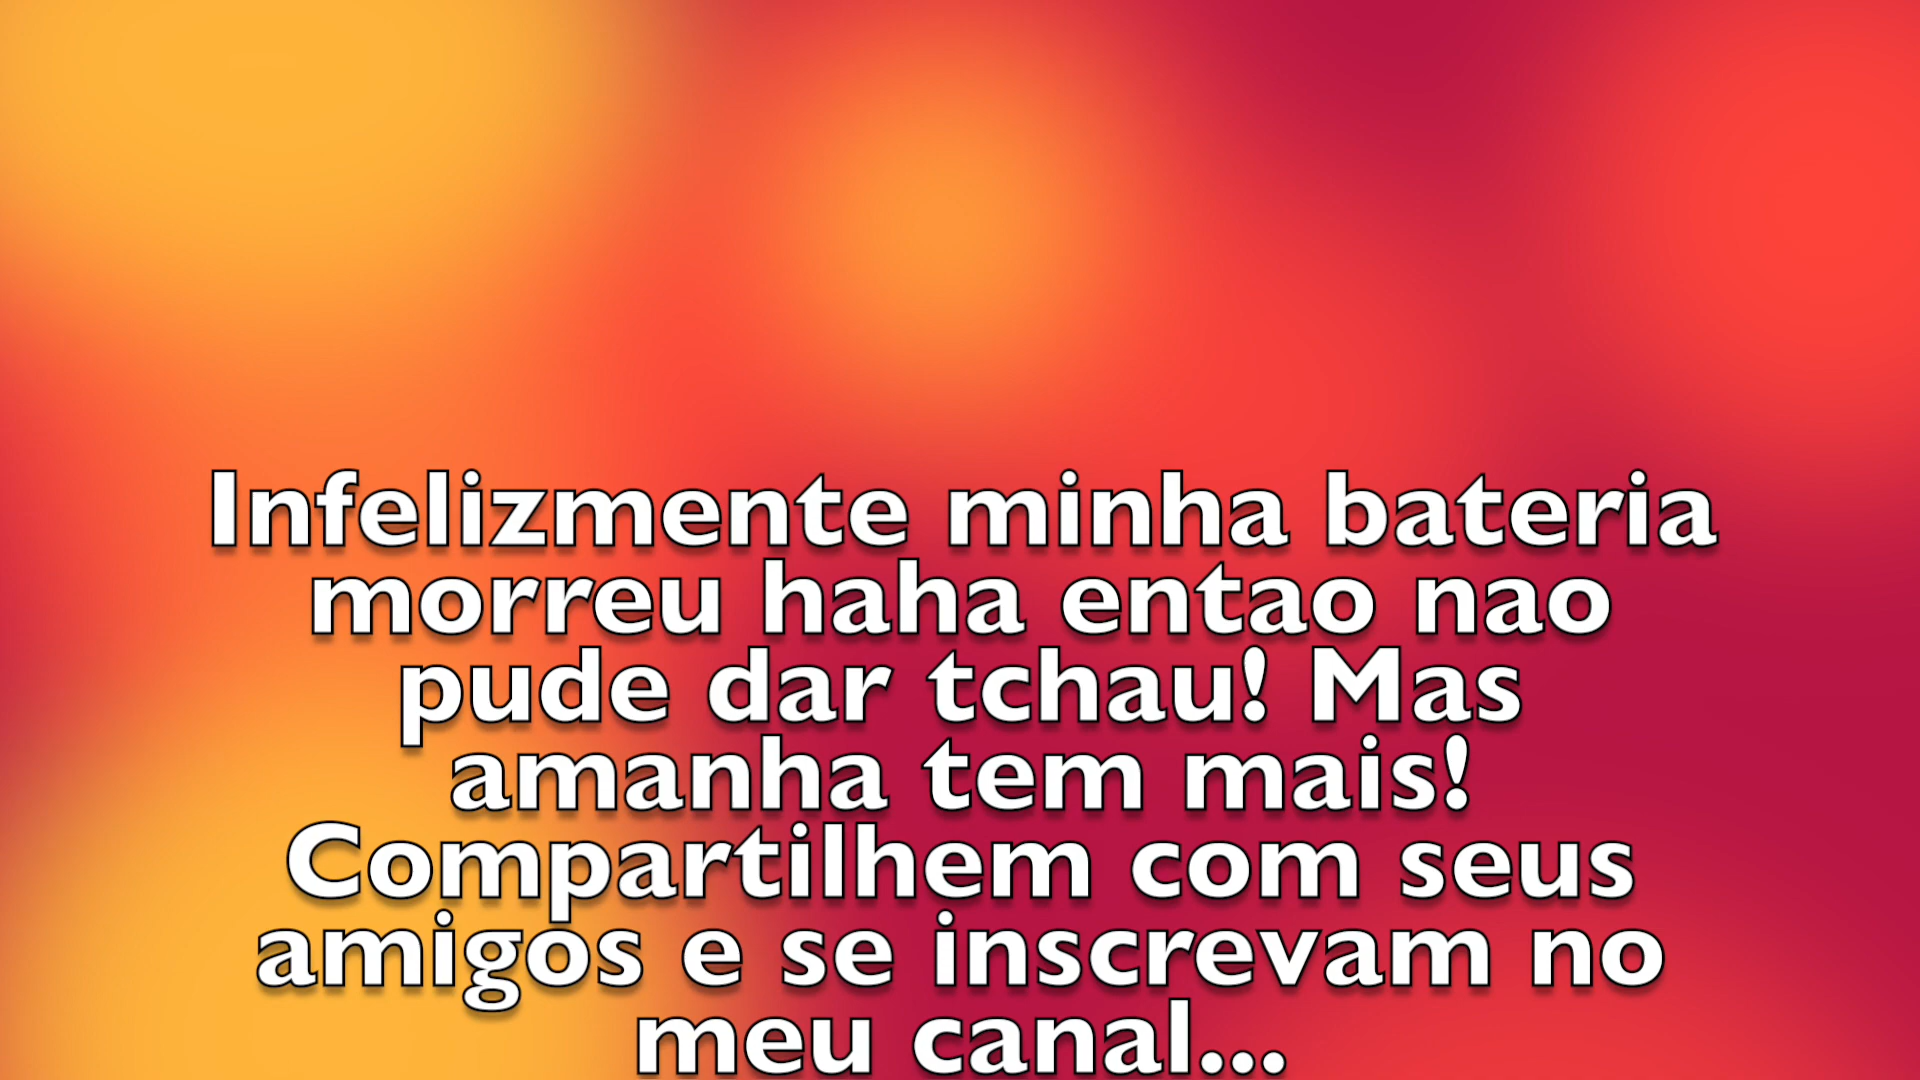 Infelizmente minha bateria
morreu haha entao nao
pude dar tchau! Mas
amanha tem mais!
Compartilhem com seus
amigos e se inscrevam no
meu canal...